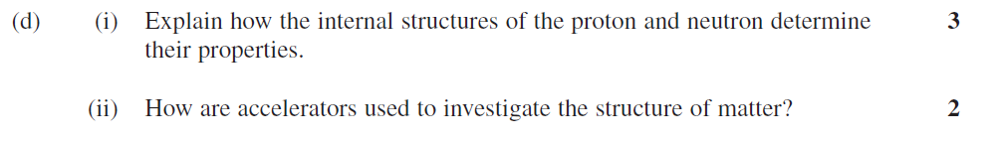 (d) (i) Explain how the internal structures of the proton and neutron determine 3
their properties.
(ii) How are accelerators used to investigate the structure of matter? 2